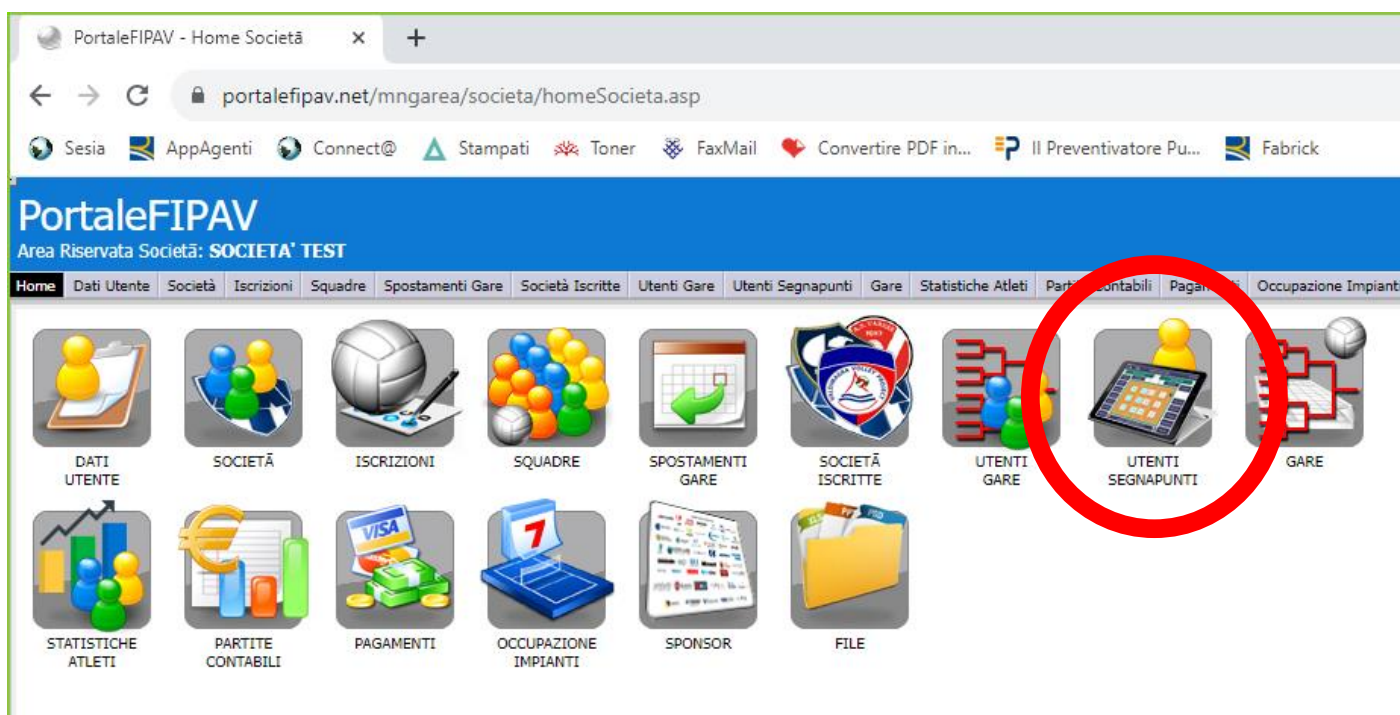 PortaleFIPAV - Home Società
portalefipav.net/mngarea/societa/homeSocieta.asp
Sesia AppAgenti Connect@ Stampati Toner FaxMail Convertire PDF in... Il Preventivatore Pu... Fabrick
PortaleFIPAV
Area Riservata Società: SOCIETA' TEST
Home Dati Utente Società Iscrizioni Squadre Spostamenti Gare Società Iscritte Utenti Gare Utenti Segnapunti Gare Statistiche Atleti Occupazione Impianti
DATI UTENTE
SOCIETÀ
ISCRIZIONI
SQUADRE
SPOSTAMENTI GARE
SOCIETÀ ISCRITTE
UTENTI GARE
UTENTI SEGNAPUNTI
GARE
VISA
7
STATISTICHE ATLETI
PARTITE CONTABILI
PAGAMENTI
OCCUPAZIONE IMPIANTI
SPONSOR
FILE